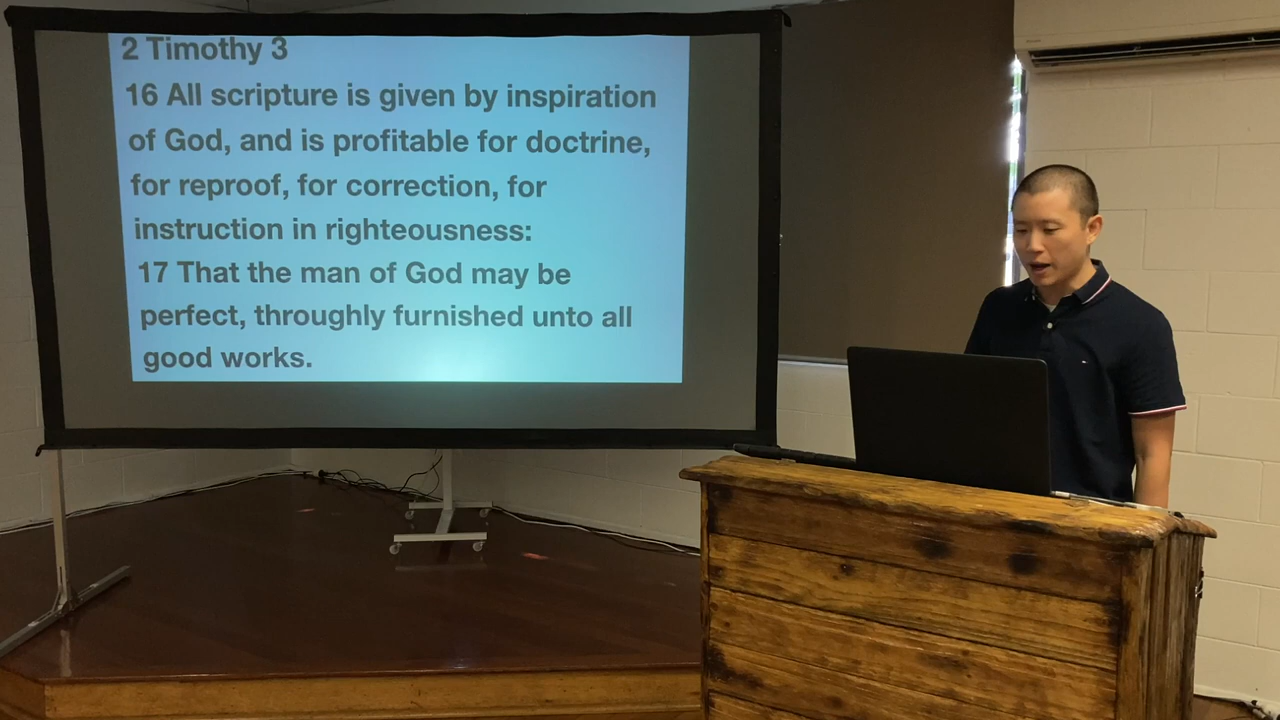 2 Timothy 3
16 All scripture is given by inspiration
of God, and is profitable for doctrine,
for reproof, for correction, for
instruction in righteousness:
17 That the man of God may be
perfect, throughly furnished unto all
good works.